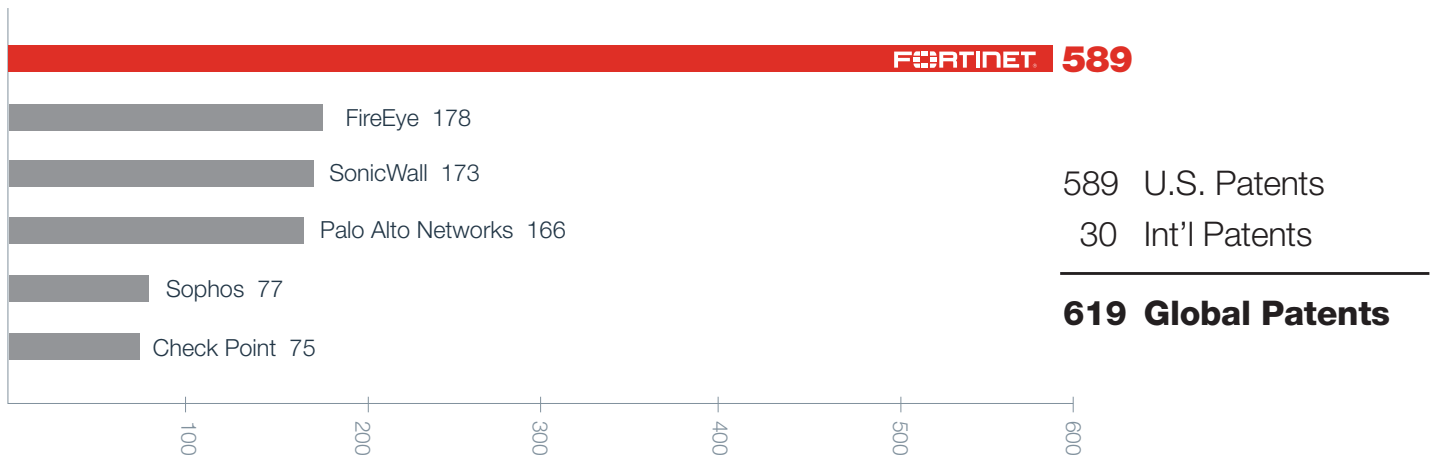 FORTINET 589
FireEye 178
SonicWall 173
Palo Alto Networks 166
Sophos 77
Check Point 75
100
200
300
400
500
600
589 U.S. Patents
30 Int'l Patents
619 Global Patents